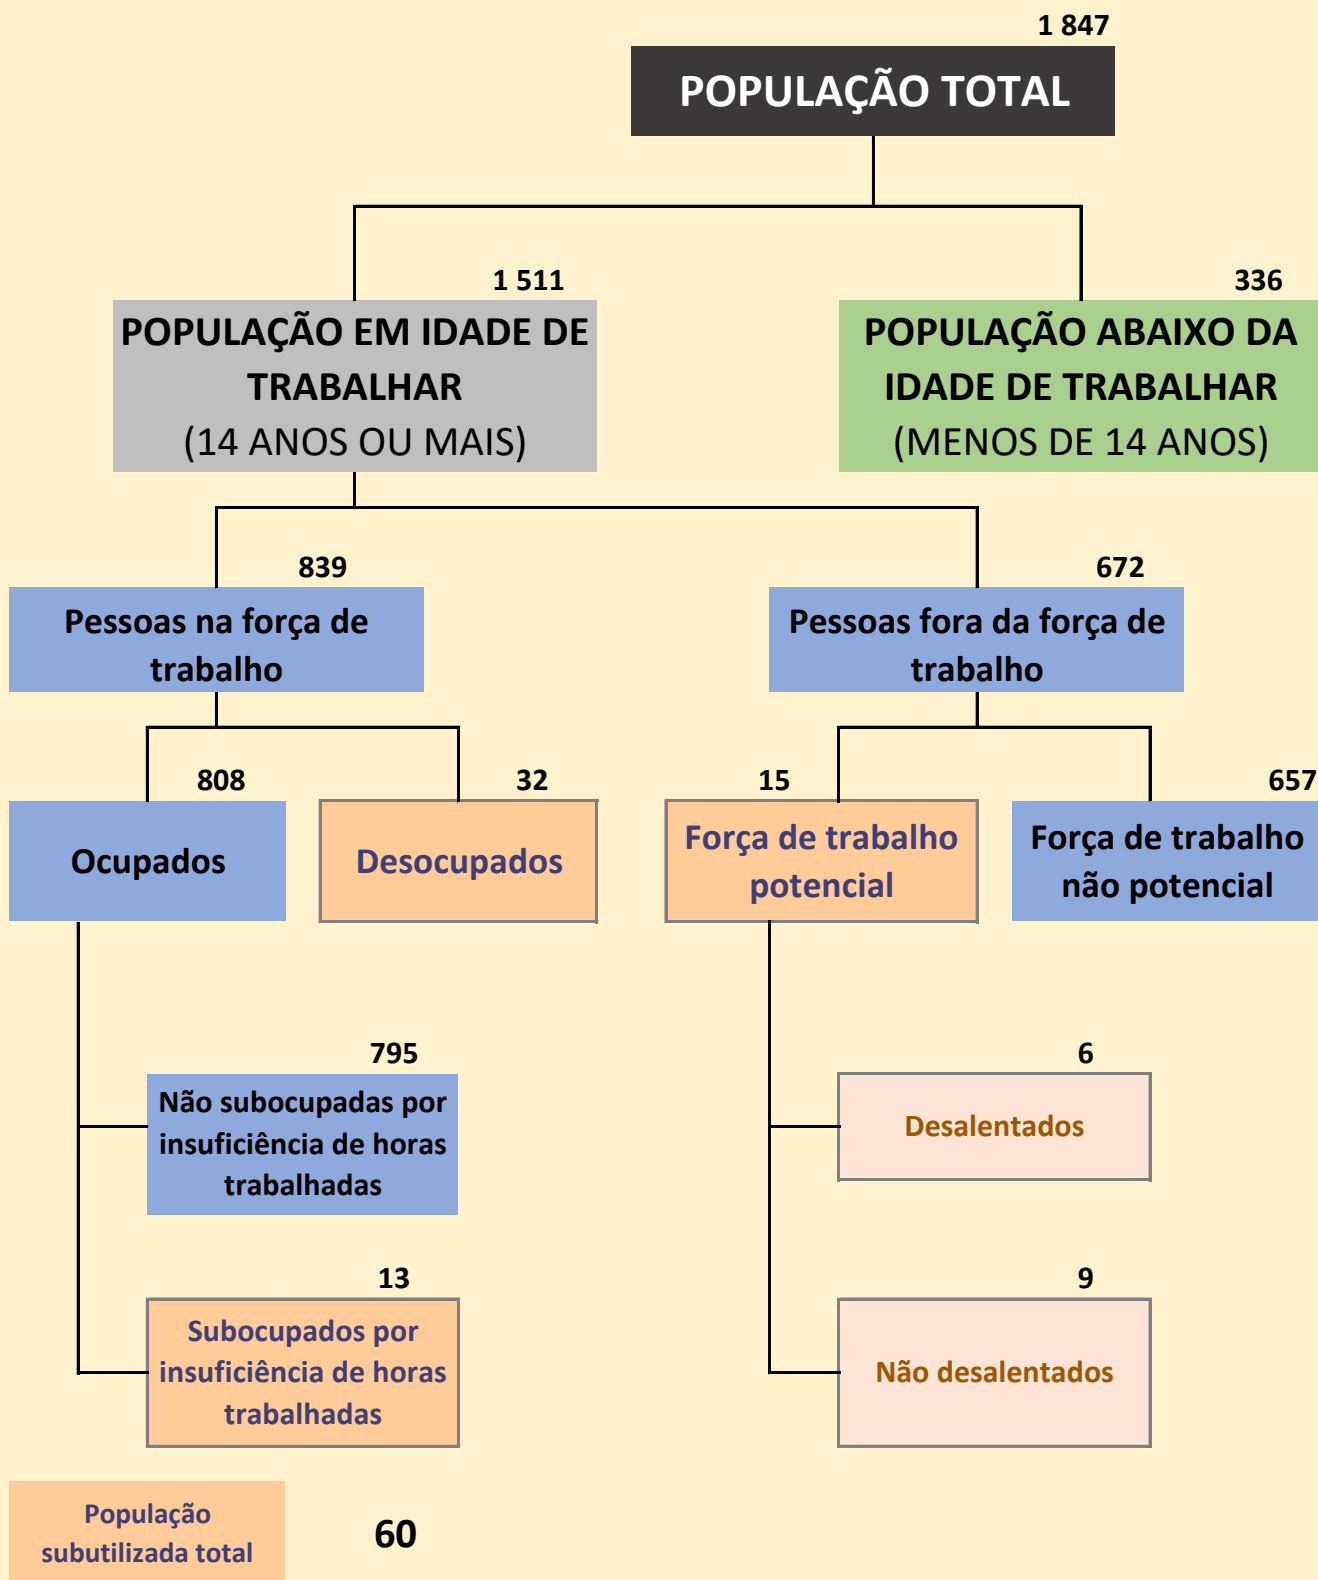 1 847
POPULAÇÃO TOTAL
1 511
POPULAÇÃO EM IDADE DE
TRABALHAR
(14 ANOS OU MAIS)
336
POPULAÇÃO ABAIXO DA
IDADE DE TRABALHAR
(MENOS DE 14 ANOS)
839
Pessoas na força de
trabalho
672
Pessoas fora da força de
trabalho
808
Ocupados
32
Desocupados
15
Força de trabalho
potencial
657
Força de trabalho
não potencial
795
Não subocupadas por
insuficiência de horas
trabalhadas
6
Desalentados
13
Subocupados por
insuficiência de horas
trabalhadas
9
Não desalentados
População
subutilizada total
60